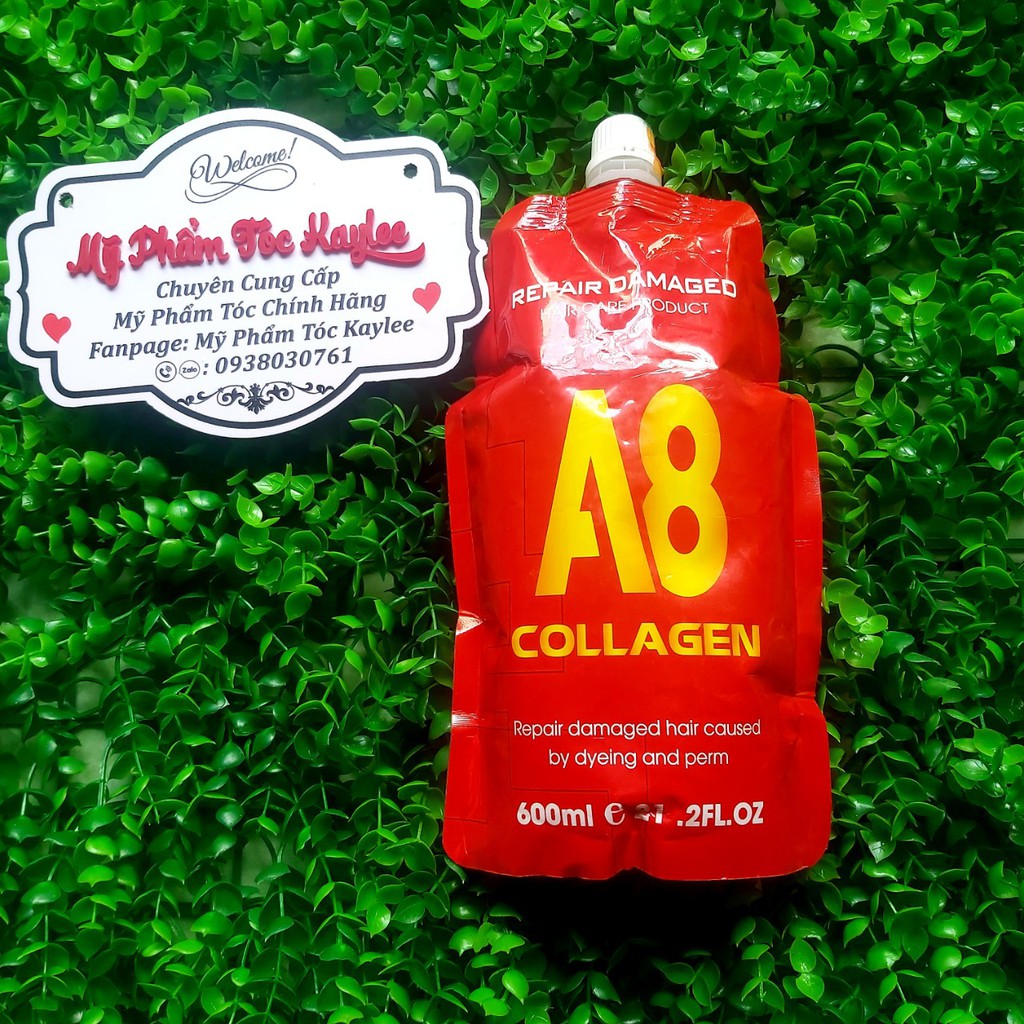 Welcome!
Mỹ Phẩm Tóc Kaylee
Chuyên Cung Cấp
Mỹ Phẩm Tóc Chính Hãng
Fanpage: Mỹ Phẩm Tóc Kaylee
Zalo : 0938030761
REPAIR DAMAGED
HAIR CARE PRODUCT
A8
COLLAGEN
Repair damaged hair caused
by dyeing and perm
600ml e .2FL.OZ